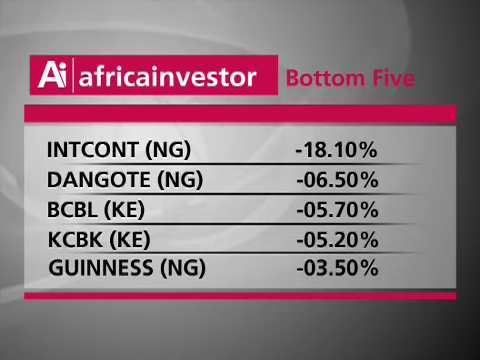 Ai africainvestor Bottom Five
INTCONT (NG) -18.10%
DANGOTE (NG) -06.50%
BCBL (KE) -05.70%
KCBK (KE) -05.20%
GUINNESS (NG) -03.50%